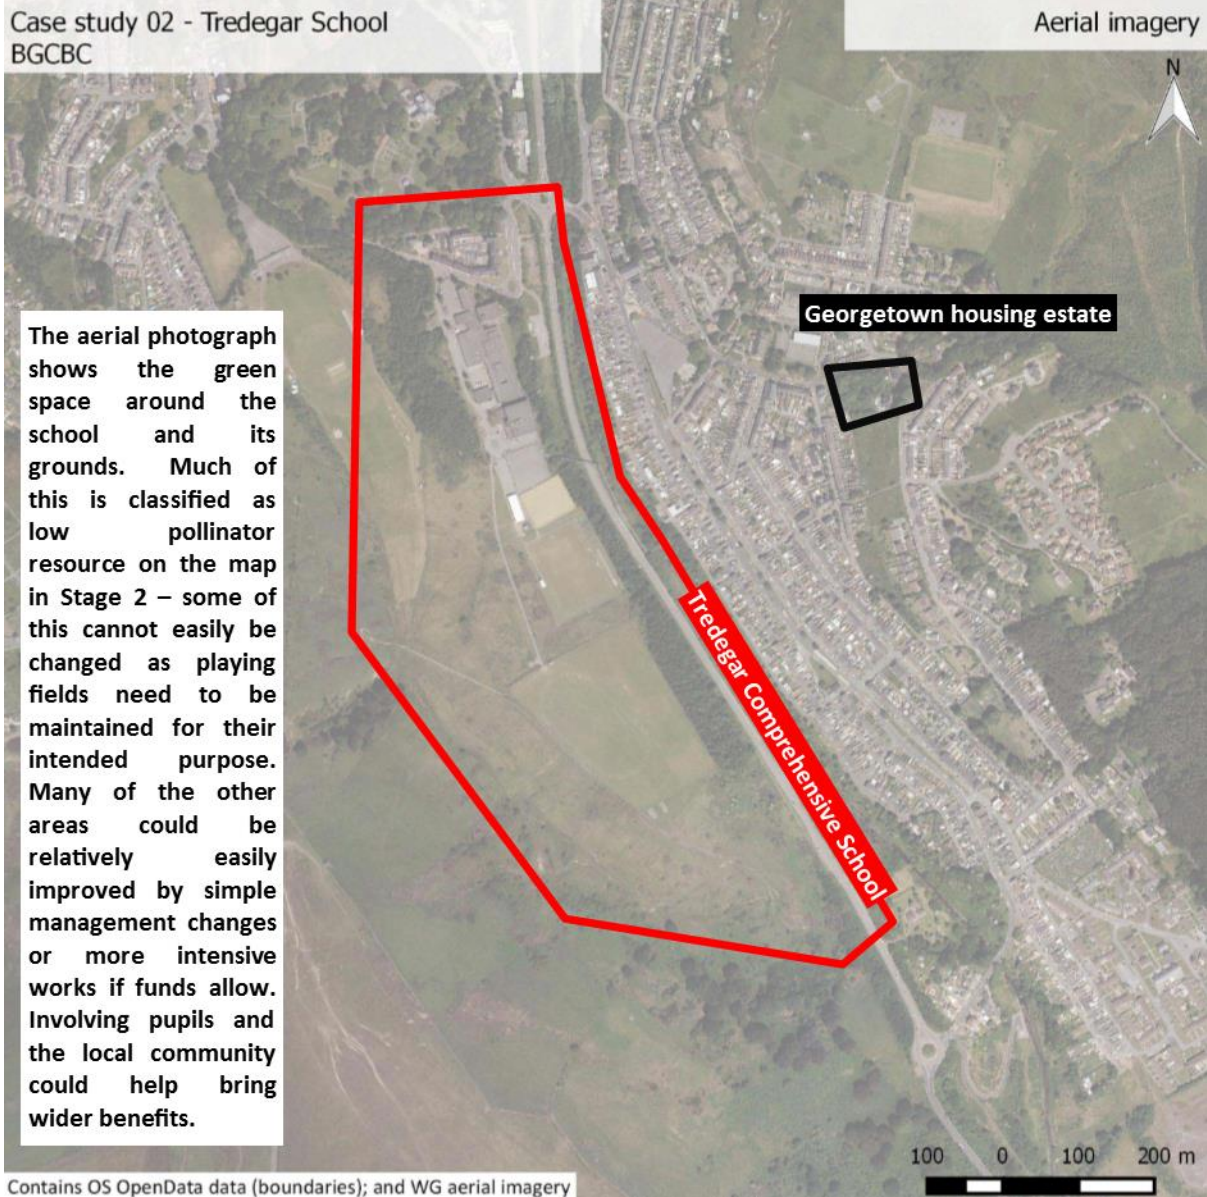 Case study 02 - Tredegar School
BGCBC
Aerial imagery
N
Georgetown housing estate
The aerial photograph
shows the green
space around the
school and its
grounds. Much of
this is classified as
low pollinator
resource on the map
in Stage 2 – some of
this cannot easily be
changed as playing
fields need to be
maintained for their
intended purpose.
Many of the other
areas could be
relatively easily
improved by simple
management changes
or more intensive
works if funds allow.
Involving pupils and
the local community
could help bring
wider benefits.
Tredegar Comprehensive School
100 0 100 200 m
Contains OS OpenData data (boundaries); and WG aerial imagery